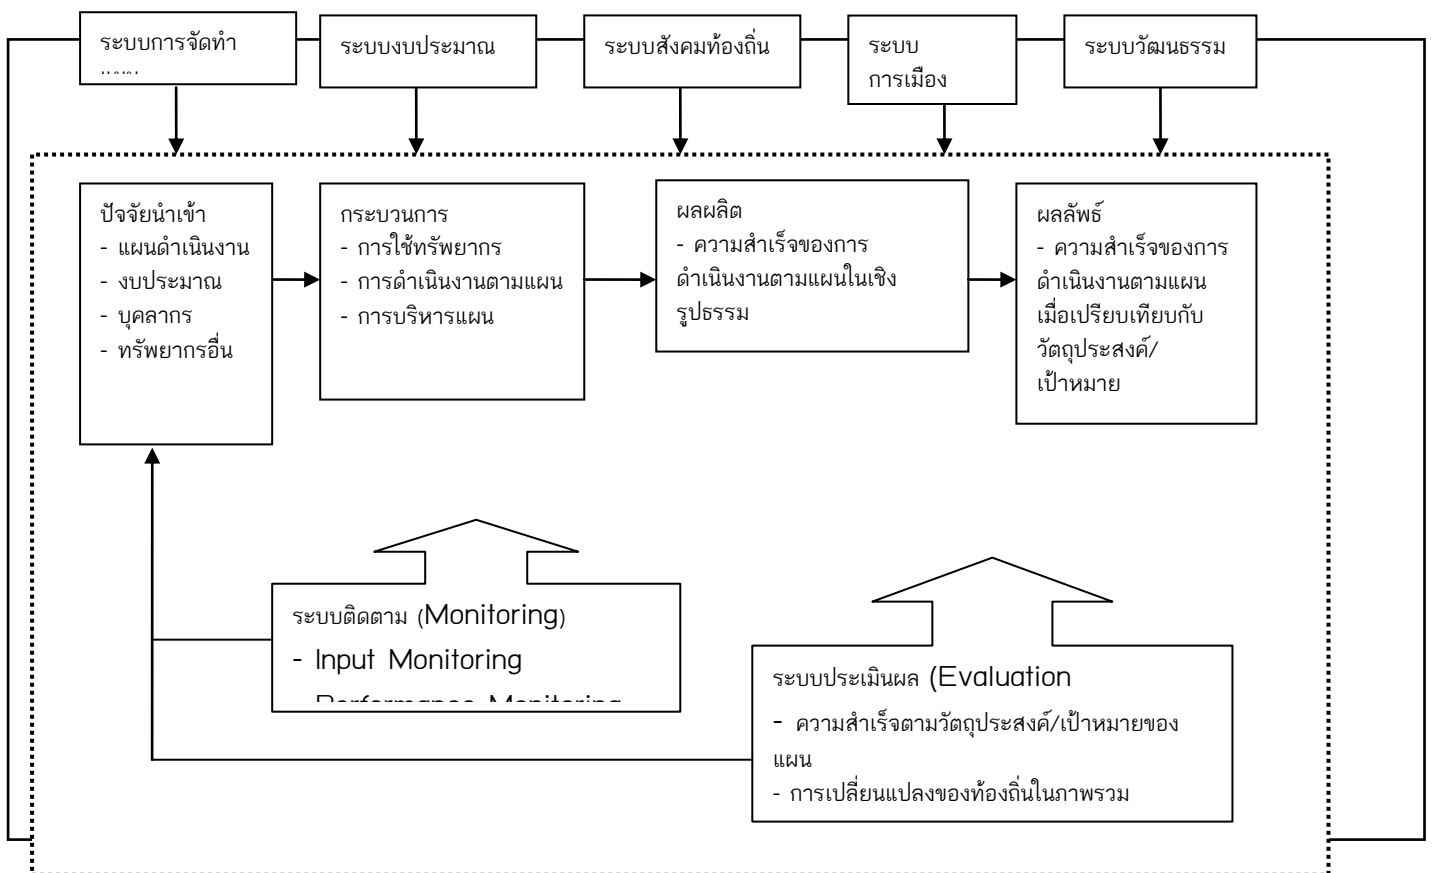 ระบบการจัดทำ
ระบบงบประมาณ
ระบบสังคมท้องถิ่น
ระบบ
การเมือง
ระบบวัฒนธรรม
ปัจจัยนำเข้า
- แผนดำเนินงาน
- งบประมาณ
- บุคลากร
- ทรัพยากรอื่น
กระบวนการ
- การใช้ทรัพยากร
- การดำเนินงานตามแผน
- การบริหารแผน
ผลผลิต
- ความสำเร็จของการ
ดำเนินงานตามแผนในเชิง
รูปธรรม
ผลลัพธ์
- ความสำเร็จของการ
ดำเนินงานตามแผน
เมื่อเปรียบเทียบกับ
วัตถุประสงค์/
เป้าหมาย
ระบบติดตาม (Monitoring)
- Input Monitoring
- Performance Monitoring
ระบบประเมินผล (Evaluation
- ความสำเร็จตามวัตถุประสงค์/เป้าหมายของ
แผน
- การเปลี่ยนแปลงของท้องถิ่นในภาพรวม